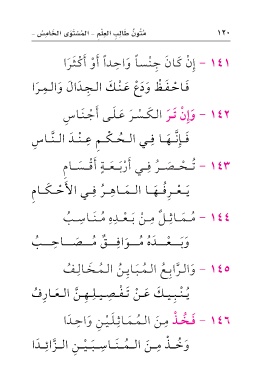 ١٢٠ مُتُونُ طَالِبِ العِلْمِ - المُسْتَوَى الخَامِسُ -
١٤١ - إِنْ كَانَ جِنْساً وَاحِداً أَوْ أَكْثَرَا
فَاحْفَظْ وَدَعْ عَنْكَ الجِدَالَ وَالمِرَا
١٤٢ - وَإِنْ تَرَ الكَسْرَ عَلَى أَجْنَاسِ
فَإِنَّهَا فِي الحُكْمِ عِنْدَ النَّاسِ
١٤٣ - تُحْصَرُ فِي أَرْبَعَةٍ أَقْسَامِ
يَعْرِفُهَا المَاهِرُ فِي الأَحْكَامِ
١٤٤ - مُمَاثِلٌ مِنْ بَعْدِهِ مُنَاسِبُ
وَبَعْدَهُ مُوَافِقٌ مُصَاحِبُ
١٤٥ - وَالرَّابِعُ المُبَايِنُ المُخَالِفُ
يُنْبِيكَ عَنْ تَفْصِيلِهِنَّ العَارِفُ
١٤٦ - فَخُذْ مِنَ المُمَاثِلَيْنِ وَاحِدَا
وَخُذْ مِنَ المُنَاسِبَيْنِ الزَّائِدَا